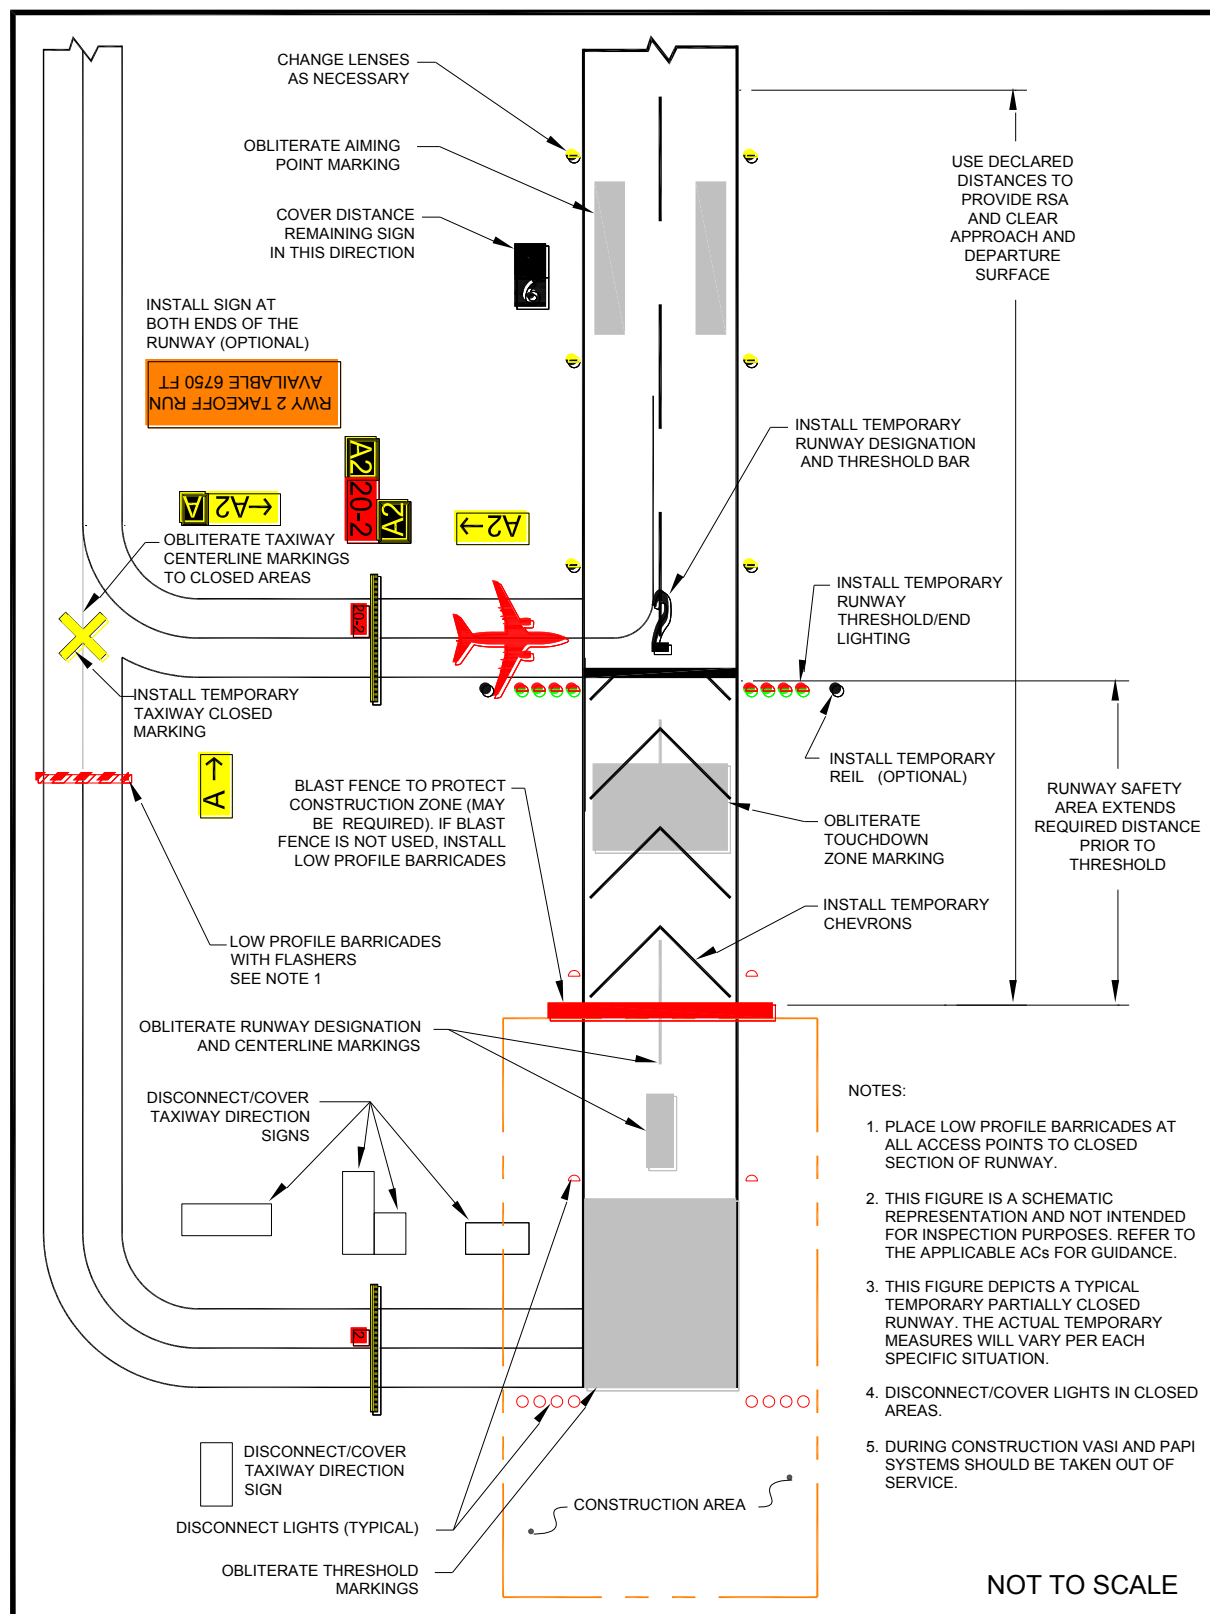 CHANGE LENSES
AS NECESSARY
OBLITERATE AIMING
POINT MARKING
COVER DISTANCE
REMAINING SIGN
IN THIS DIRECTION
6
INSTALL SIGN AT
BOTH ENDS OF THE
RUNWAY (OPTIONAL)
RWY 2 TAKEOFF RUN
AVAILABLE 6750 FT
USE DECLARED
DISTANCES TO
PROVIDE RSA
AND CLEAR
APPROACH AND
DEPARTURE
SURFACE
INSTALL TEMPORARY
RUNWAY DESIGNATION
AND THRESHOLD BAR
A2
20-2
A2
A
←A2
A2→
OBLITERATE TAXIWAY
CENTERLINE MARKINGS
TO CLOSED AREAS
20-2
2
INSTALL TEMPORARY
RUNWAY
THRESHOLD/END
LIGHTING
INSTALL TEMPORARY
TAXIWAY CLOSED
MARKING
A→
INSTALL TEMPORARY
REIL (OPTIONAL)
BLAST FENCE TO PROTECT
CONSTRUCTION ZONE (MAY
BE REQUIRED). IF BLAST
FENCE IS NOT USED, INSTALL
LOW PROFILE BARRICADES
OBLITERATE
TOUCHDOWN
ZONE MARKING
RUNWAY SAFETY
AREA EXTENDS
REQUIRED DISTANCE
PRIOR TO
THRESHOLD
INSTALL TEMPORARY
CHEVRONS
LOW PROFILE BARRICADES
WITH FLASHERS
SEE NOTE 1
OBLITERATE RUNWAY DESIGNATION
AND CENTERLINE MARKINGS
DISCONNECT/COVER
TAXIWAY DIRECTION
SIGNS
2
DISCONNECT/COVER
TAXIWAY DIRECTION
SIGN
DISCONNECT LIGHTS (TYPICAL)
CONSTRUCTION AREA
OBLITERATE THRESHOLD
MARKINGS
NOTES:
1. PLACE LOW PROFILE BARRICADES AT
ALL ACCESS POINTS TO CLOSED
SECTION OF RUNWAY.
2. THIS FIGURE IS A SCHEMATIC
REPRESENTATION AND NOT INTENDED
FOR INSPECTION PURPOSES. REFER TO
THE APPLICABLE ACs FOR GUIDANCE.
3. THIS FIGURE DEPICTS A TYPICAL
TEMPORARY PARTIALLY CLOSED
RUNWAY. THE ACTUAL TEMPORARY
MEASURES WILL VARY PER EACH
SPECIFIC SITUATION.
4. DISCONNECT/COVER LIGHTS IN CLOSED
AREAS.
5. DURING CONSTRUCTION VASI AND PAPI
SYSTEMS SHOULD BE TAKEN OUT OF
SERVICE.
NOT TO SCALE